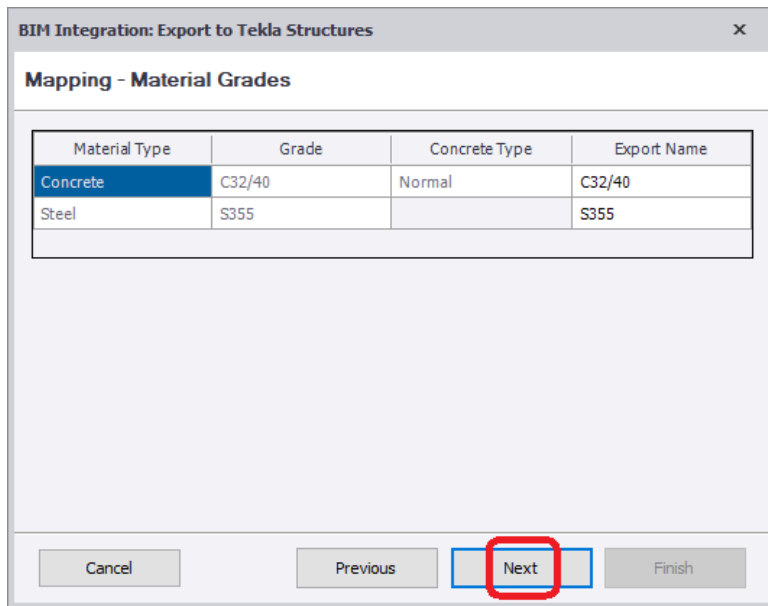 BIM Integration: Export to Tekla Structures
Mapping - Material Grades
Material Type Grade Concrete Type Export Name
Concrete C32/40 Normal C32/40
Steel S355 S355
Cancel Previous Next Finish